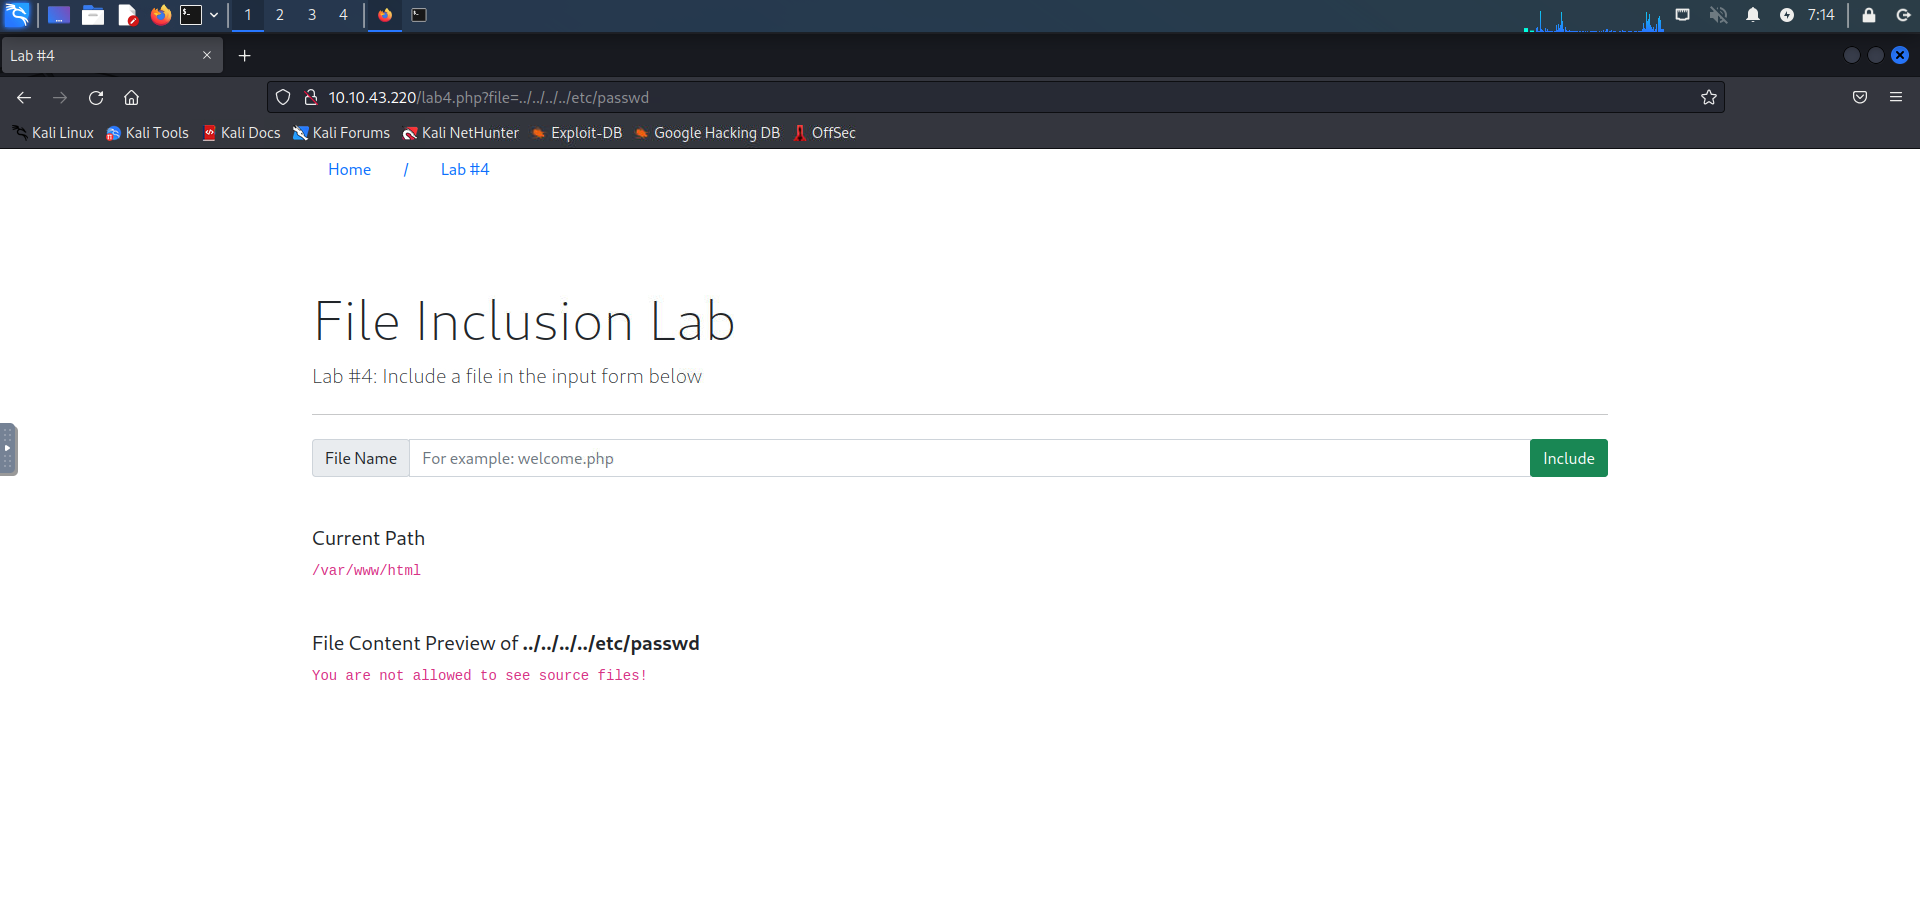 1 2 3 4 7:14
Lab #4
10.10.43.220/lab4.php?file=../../../../etc/passwd
Kali Linux Kali Tools Kali Docs Kali Forums Kali NetHunter Exploit-DB Google Hacking DB OffSec
Home / Lab #4
File Inclusion Lab
Lab #4: Include a file in the input form below
File Name For example: welcome.php Include
Current Path
/var/www/html
File Content Preview of ../../../../etc/passwd
You are not allowed to see source files!